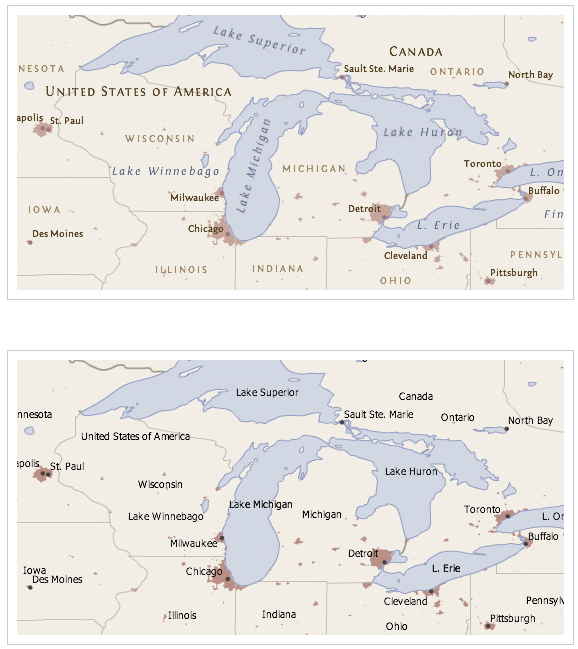 Lake Superior
CANADA
NESOTA
Sault Ste. Marie
ONTARIO
North Bay
UNITED STATES OF AMERICA
apolis
St. Paul
Lake Huron
WISCONSIN
Lake Michigan
Lake Winnebago
MICHIGAN
Toronto
L. On
Milwaukee
Buffalo
IOWA
Detroit
Fin
Chicago
L. Erie
Des Moines
Cleveland
PENNSYL
ILLINOIS
INDIANA
Pittsburgh
OHIO
Lake Superior
Canada
nnesota
Sault Ste. Marie
Ontario
North Bay
United States of America
apolis
St. Paul
Lake Huron
Wisconsin
Lake Michigan
Toronto
Lake Winnebago
Michigan
L. Or
Milwaukee
Buffalo
Detroit
Iowa
Chicago
L. Erie
Des Moines
Cleveland
Pennsylv
Illinois
Indiana
Pittsburgh
Ohio